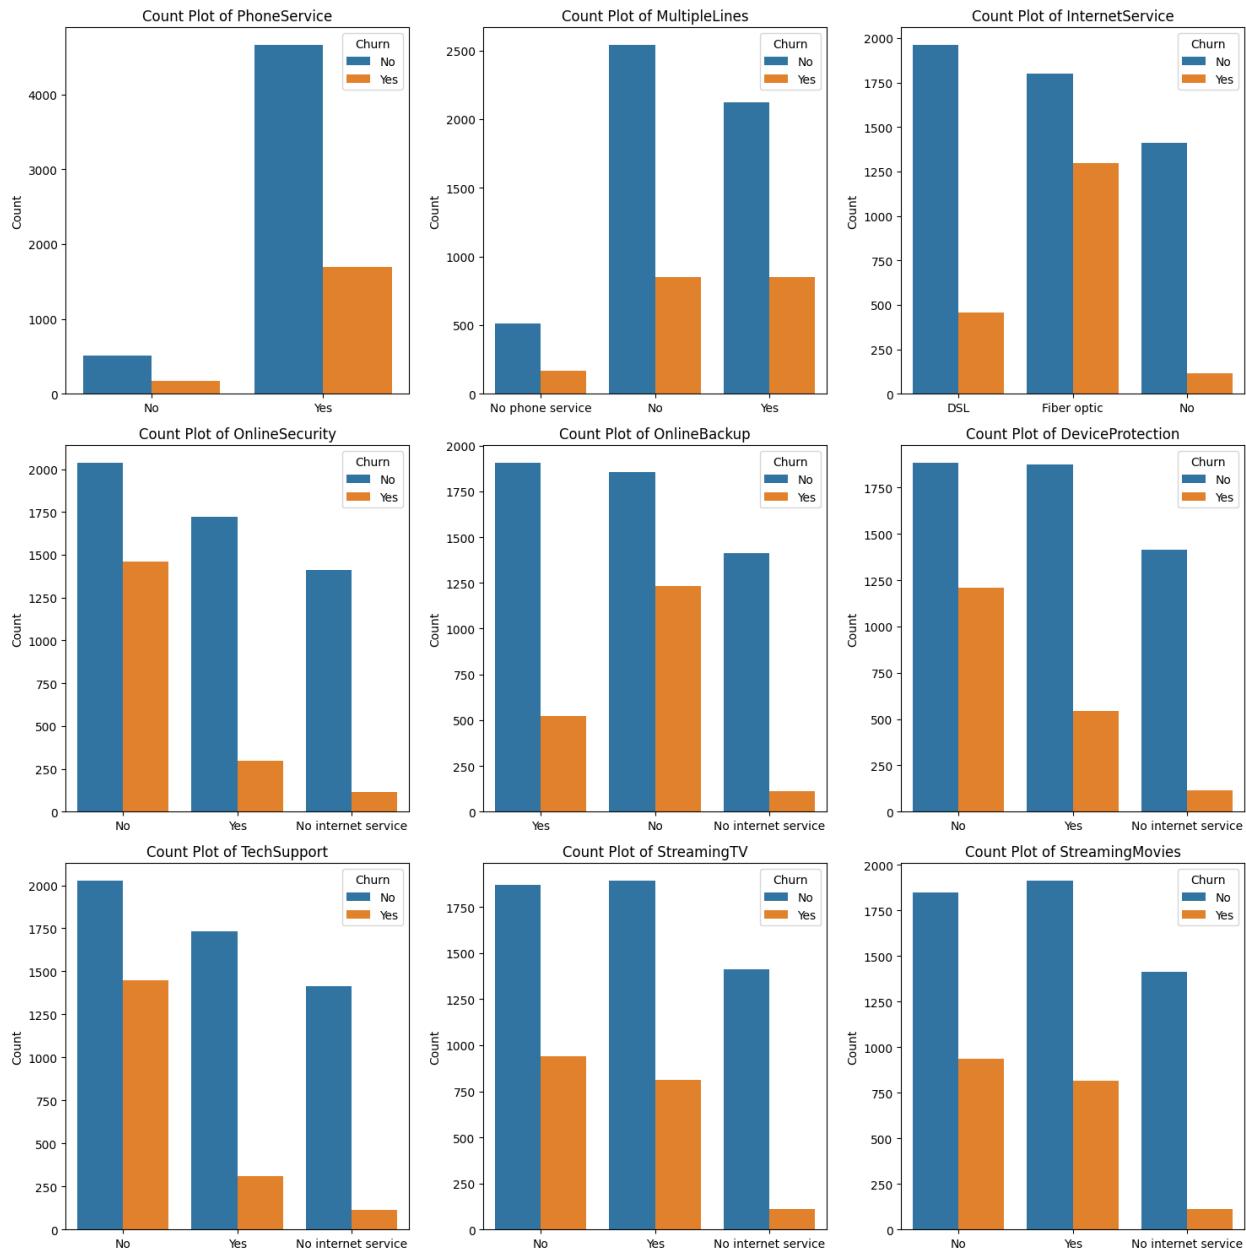 Count Plot of PhoneService
Churn
No
Yes
Count
4000
3000
2000
1000
0
No Yes
Count Plot of MultipleLines
Churn
No
Yes
Count
2500
2000
1500
1000
500
0
No phone service No Yes
Count Plot of InternetService
Churn
No
Yes
Count
2000
1750
1500
1250
1000
750
500
250
0
DSL Fiber optic No
Count Plot of OnlineSecurity
Churn
No
Yes
Count
2000
1750
1500
1250
1000
750
500
250
0
No Yes No internet service
Count Plot of OnlineBackup
Churn
No
Yes
Count
2000
1750
1500
1250
1000
750
500
250
0
Yes No No internet service
Count Plot of DeviceProtection
Churn
No
Yes
Count
1750
1500
1250
1000
750
500
250
0
No Yes No internet service
Count Plot of TechSupport
Churn
No
Yes
Count
2000
1750
1500
1250
1000
750
500
250
0
No Yes No internet service
Count Plot of StreamingTV
Churn
No
Yes
Count
1750
1500
1250
1000
750
500
250
0
No Yes No internet service
Count Plot of StreamingMovies
Churn
No
Yes
Count
2000
1750
1500
1250
1000
750
500
250
0
No Yes No internet service